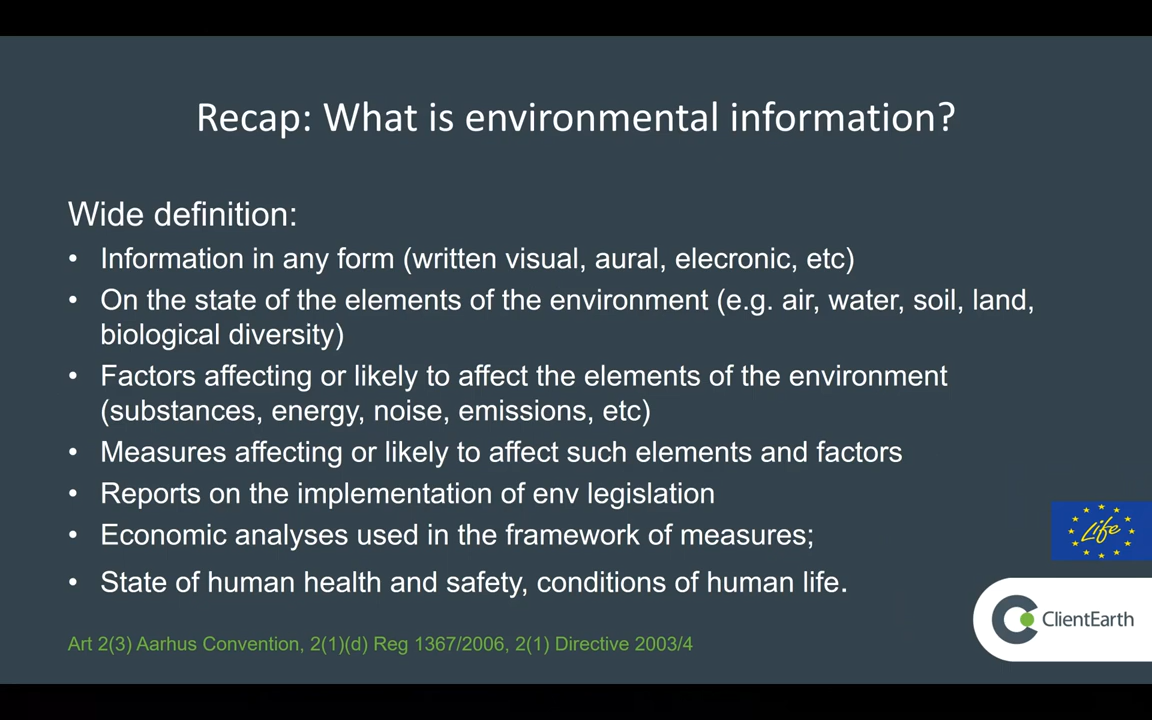 Recap: What is environmental information?
Wide definition:
• Information in any form (written visual, aural, elecronic, etc)
• On the state of the elements of the environment (e.g. air, water, soil, land,
biological diversity)
• Factors affecting or likely to affect the elements of the environment
(substances, energy, noise, emissions, etc)
• Measures affecting or likely to affect such elements and factors
• Reports on the implementation of env legislation
• Economic analyses used in the framework of measures;
• State of human health and safety, conditions of human life.
Life
ClientEarth
Art 2(3) Aarhus Convention, 2(1)(d) Reg 1367/2006, 2(1) Directive 2003/4